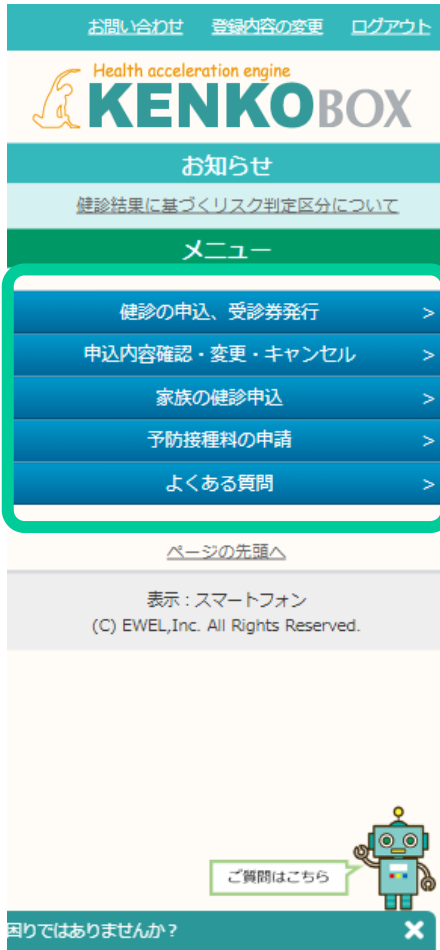 お問い合わせ 登録内容の変更 ログアウト
Health acceleration engine
KENKOBOX
お知らせ
健診結果に基づくリスク判定区分について
メニュー
健診の申込、受診券発行 >
申込内容確認・変更・キャンセル >
家族の健診申込 >
予防接種料の申請 >
よくある質問 >
ページの先頭へ
表示：スマートフォン
(C) EWEL,Inc. All Rights Reserved.
ご質問はこちら
困りではありませんか？ ×